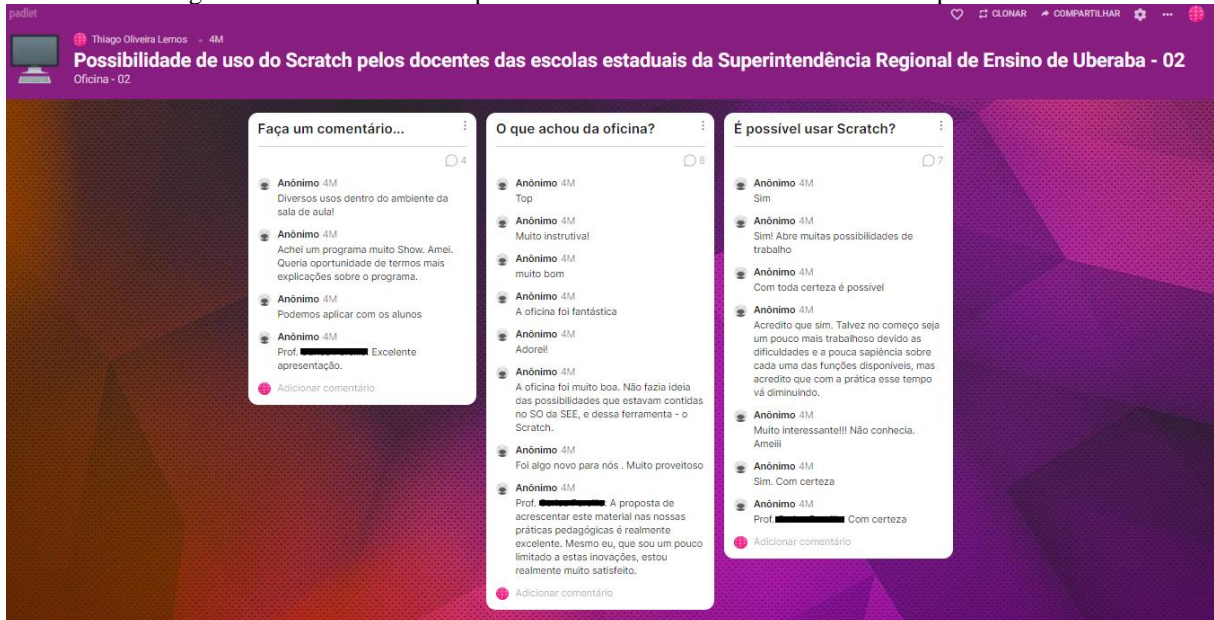 padlet
CLONAR
COMPARTILHAR
Thiago Oliveira Lemos • 4M
Possibilidade de uso do Scratch pelos docentes das escolas estaduais da Superintendência Regional de Ensino de Uberaba - 02
Oficina - 02
Faça um comentário...
4
Anônimo 4M
Diversos usos dentro do ambiente da
sala de aula!
Anônimo 4M
Achei um programa muito Show. Amei.
Queria oportunidade de termos mais
explicações sobre o programa.
Anônimo 4M
Podemos aplicar com os alunos
Anônimo 4M
Prof. Excelente
apresentação.
Adicionar comentário
O que achou da oficina?
8
Anônimo 4M
Top
Anônimo 4M
Muito instrutiva!
Anônimo 4M
muito bom
Anônimo 4M
A oficina foi fantástica
Anônimo 4M
Adorei!
Anônimo 4M
A oficina foi muito boa. Não fazia ideia
das possibilidades que estavam contidas
no SO da SEE, e dessa ferramenta - o
Scratch.
Anônimo 4M
Foi algo novo para nós . Muito proveitoso
Anônimo 4M
Prof. A proposta de
acrescentar este material nas nossas
práticas pedagógicas é realmente
excelente. Mesmo eu, que sou um pouco
limitado a estas inovações, estou
realmente muito satisfeito.
Adicionar comentário
É possível usar Scratch?
7
Anônimo 4M
Sim
Anônimo 4M
Sim! Abre muitas possibilidades de
trabalho
Anônimo 4M
Com toda certeza é possível
Anônimo 4M
Acredito que sim. Talvez no começo seja
um pouco mais trabalhoso devido as
dificuldades e a pouca sapiência sobre
cada uma das funções disponíveis, mas
acredito que com a prática esse tempo
vá diminuindo.
Anônimo 4M
Muito interessante!!! Não conhecia.
Ameiii
Anônimo 4M
Sim. Com certeza
Anônimo 4M
Prof. Com certeza
Adicionar comentário